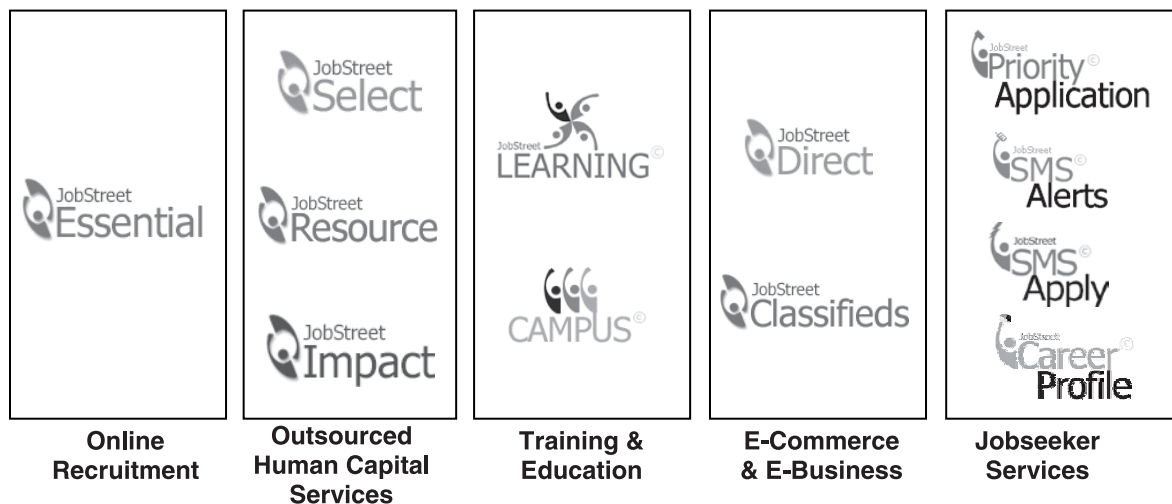 JobStreet
Essential
Online
Recruitment
JobStreet
Select
JobStreet
Resource
JobStreet
Impact
Outsourced
Human Capital
Services
JobStreet
LEARNING©
CAMPUS©
Training &
Education
JobStreet
Direct
JobStreet
Classifieds
E-Commerce
& E-Business
JobStreet
Priority©
Application
JobStreet
SMS©
Alerts
JobStreet
SMS©
Apply
JobStreet
Career©
Profile
Jobseeker
Services